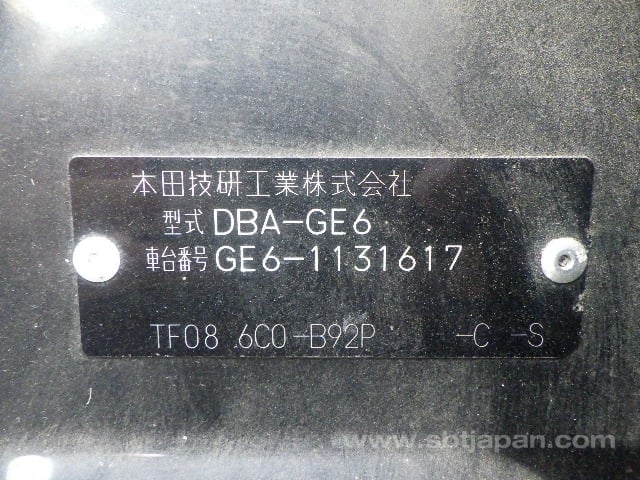 本田技研工業株式会社
型式 DBA-GE6
車台番号 GE6-1131617
TF08 6C0-B92P -C -S
www.sbtjapan.com